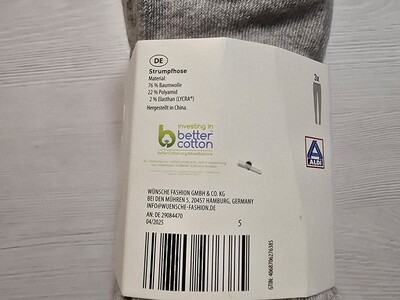 DE
Strumpfhose
Material:
76 % Baumwolle
22 % Polyamid
2 % Elasthan (LYCRA®)
Hergestellt in China.
3x
investing in
better
cotton
ALDI
WÜNSCHE FASHION GMBH & CO. KG
BEI DEN MÜHREN 5, 20457 HAMBURG, GERMANY
INFO@WUENSCHE-FASHION.DE
AN: DE 29084470
04/2025
5
GTIN: 4068706276385